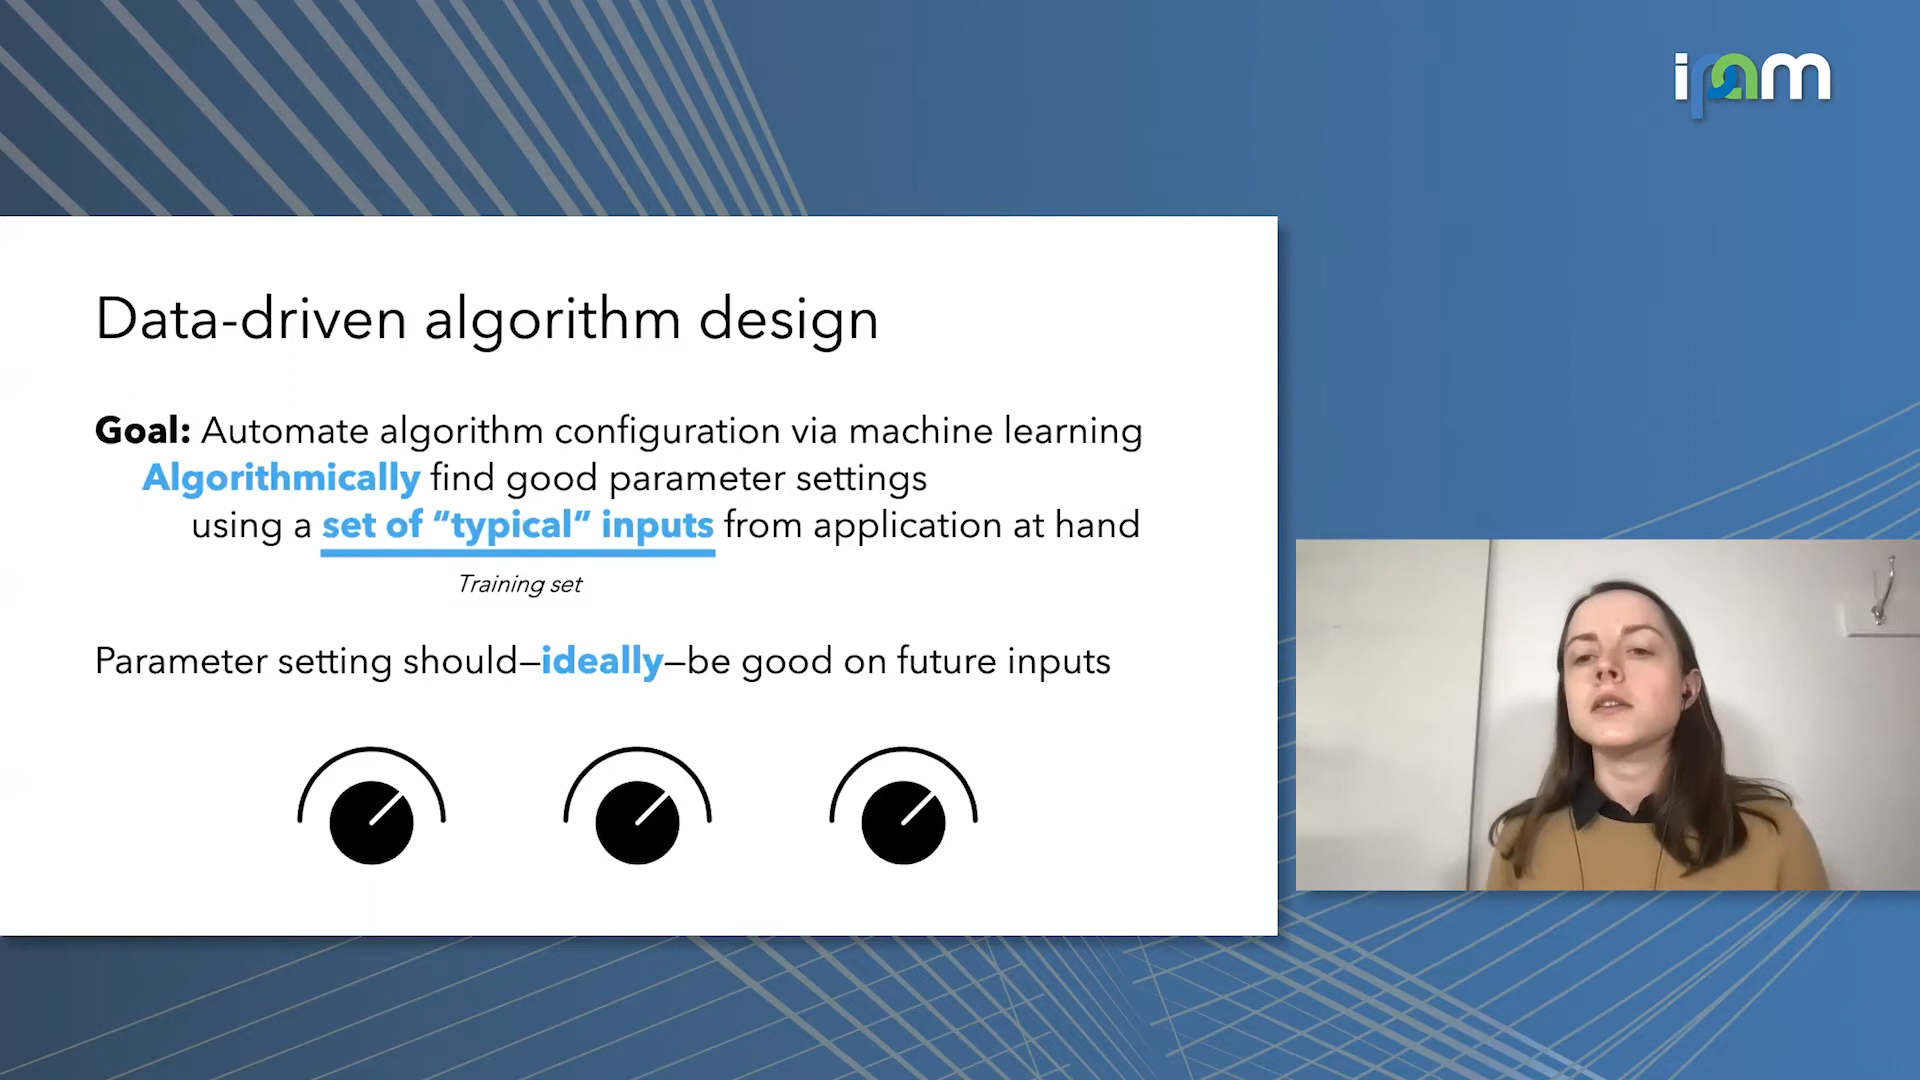 ipam
Data-driven algorithm design
Goal: Automate algorithm configuration via machine learning
Algorithmically find good parameter settings
using a set of “typical” inputs from application at hand
Training set
Parameter setting should—ideally—be good on future inputs